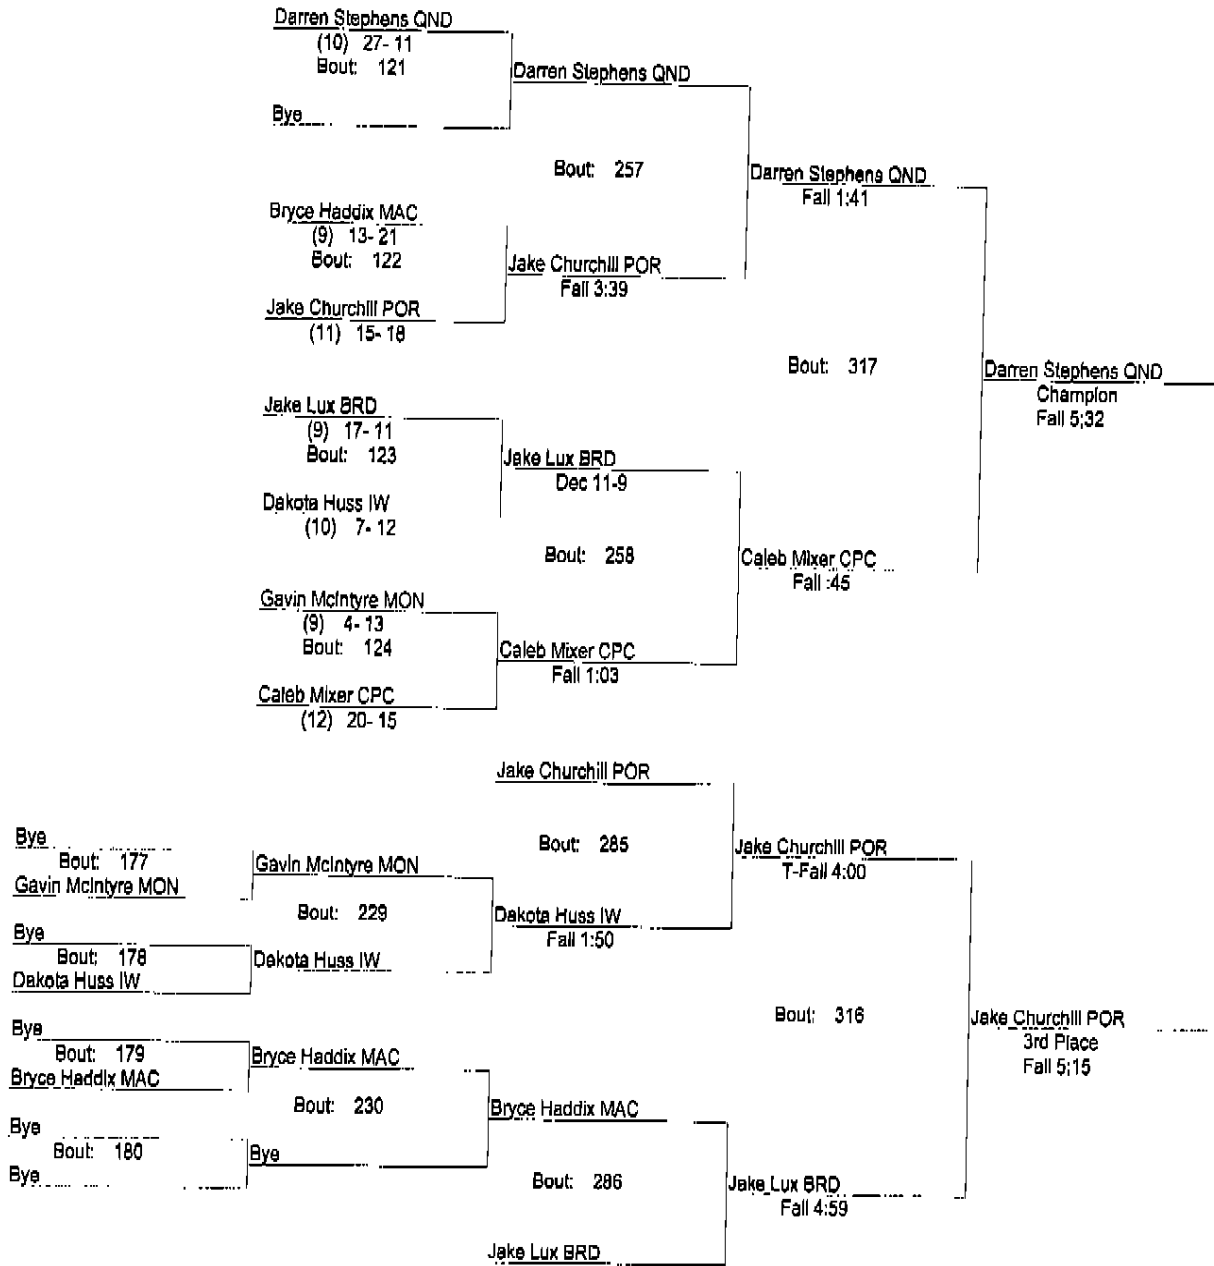 Darren Stephens QND
(10) 27- 11
Bout: 121
Darren Stephens QND
Bye
Bout: 257
Darren Stephens QND
Fall 1:41
Bryce Haddix MAC
(9) 13- 21
Bout: 122
Jake Churchill POR
Fall 3:39
Jake Churchill POR
(11) 15- 18
Bout: 317
Darren Stephens QND
Champion
Fall 5:32
Jake Lux BRD
(9) 17- 11
Bout: 123
Jake Lux BRD
Dec 11-9
Dakota Huss IW
(10) 7- 12
Bout: 258
Caleb Mixer CPC
Fall :45
Gavin McIntyre MON
(9) 4- 13
Bout: 124
Caleb Mixer CPC
Fall 1:03
Caleb Mixer CPC
(12) 20- 15
Jake Churchill POR
Bye
Bout: 177
Gavin McIntyre MON
Gavin McIntyre MON
Bout: 285
Jake Churchill POR
T-Fall 4:00
Bout: 229
Dakota Huss IW
Fall 1:50
Bye
Bout: 178
Dakota Huss IW
Dakota Huss IW
Bout: 316
Jake Churchill POR
3rd Place
Fall 5:15
Bye
Bout: 179
Bryce Haddix MAC
Bryce Haddix MAC
Bout: 230
Bryce Haddix MAC
Bye
Bout: 180
Bye
Bye
Bout: 286
Jake Lux BRD
Fall 4:59
Jake Lux BRD